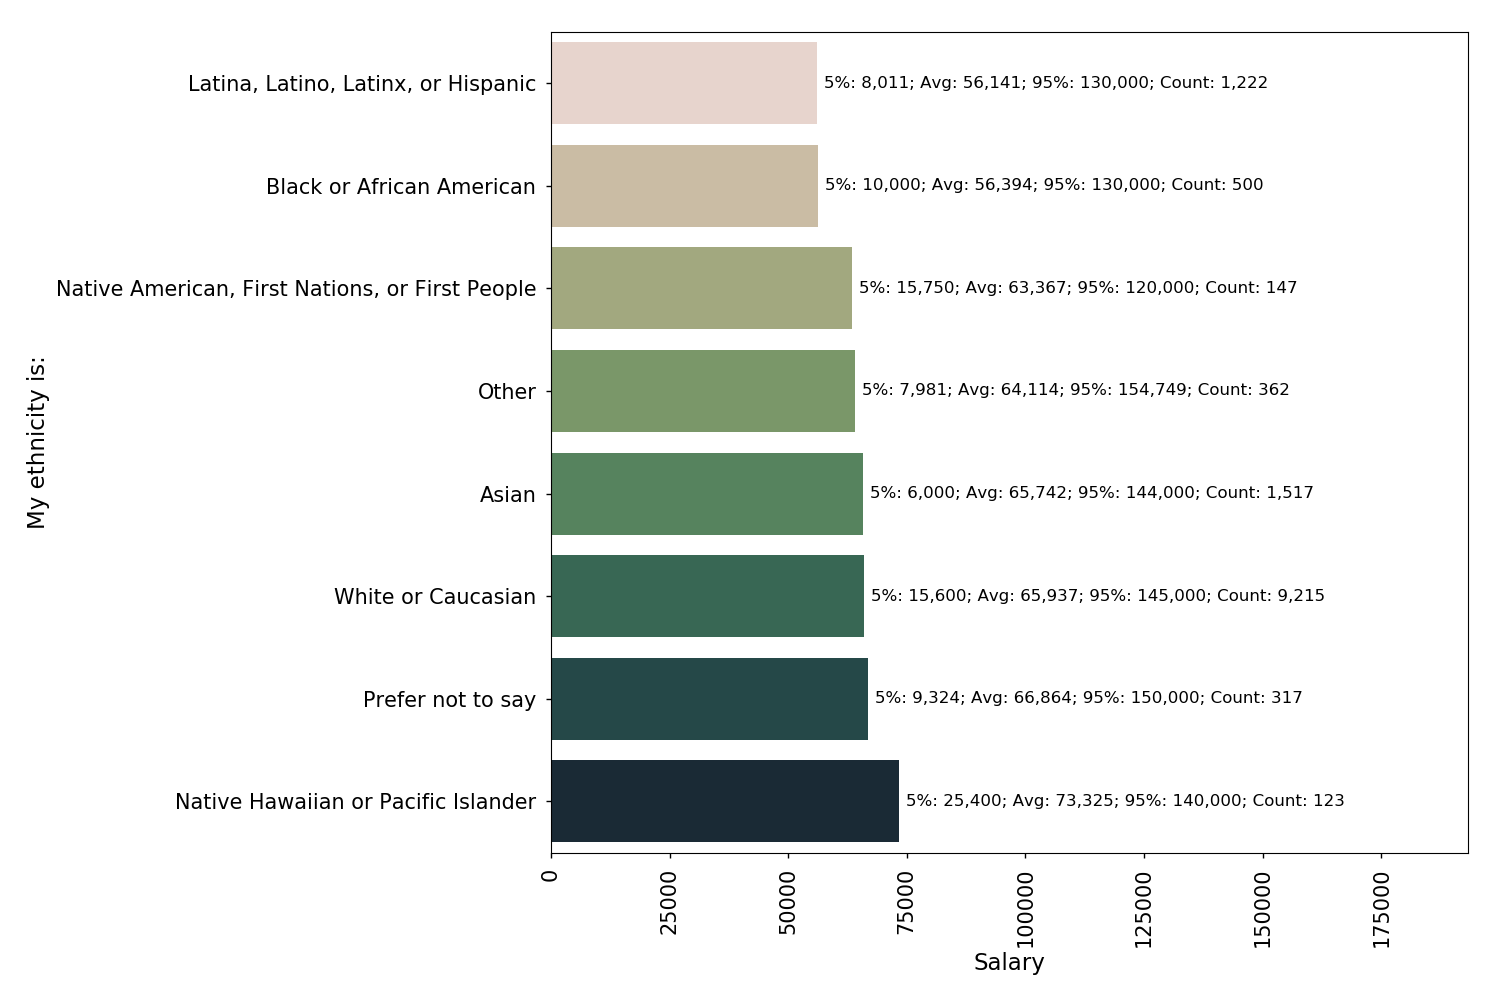 My ethnicity is:
Latina, Latino, Latinx, or Hispanic
5%: 8,011; Avg: 56,141; 95%: 130,000; Count: 1,222
Black or African American
5%: 10,000; Avg: 56,394; 95%: 130,000; Count: 500
Native American, First Nations, or First People
5%: 15,750; Avg: 63,367; 95%: 120,000; Count: 147
Other
5%: 7,981; Avg: 64,114; 95%: 154,749; Count: 362
Asian
5%: 6,000; Avg: 65,742; 95%: 144,000; Count: 1,517
White or Caucasian
5%: 15,600; Avg: 65,937; 95%: 145,000; Count: 9,215
Prefer not to say
5%: 9,324; Avg: 66,864; 95%: 150,000; Count: 317
Native Hawaiian or Pacific Islander
5%: 25,400; Avg: 73,325; 95%: 140,000; Count: 123
0
25000
50000
75000
100000
125000
150000
175000
Salary